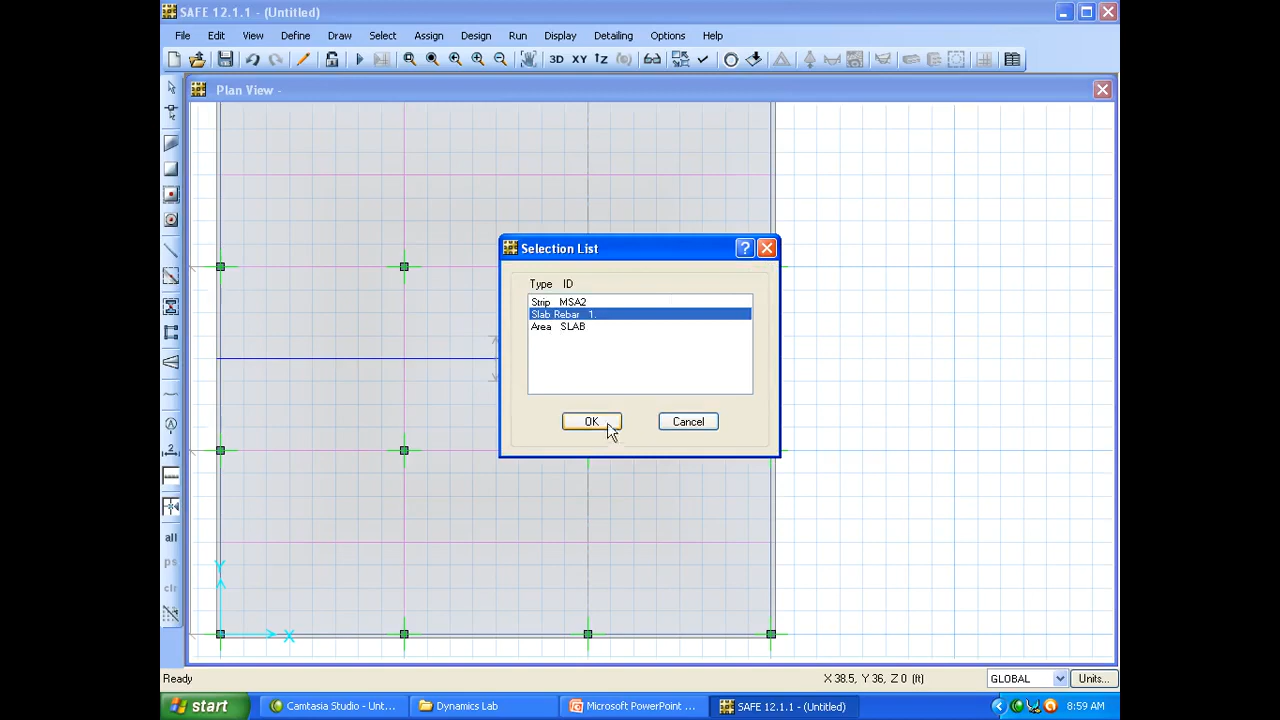 SAFE 12.1.1 - (Untitled)
File Edit View Define Draw Select Assign Design Run Display Detailing Options Help
3D XY
Plan View -
Selection List
Type ID
Strip MSA2
Slab Rebar 1.
Area SLAB
OK Cancel
all
ps
clr
Y
X
Ready
X 38.5, Y 36, Z 0 (ft)
GLOBAL
Units...
start
Camtasia Studio - Unt...
Dynamics Lab
Microsoft PowerPoint ...
SAFE 12.1.1 - (Untitled)
8:59 AM